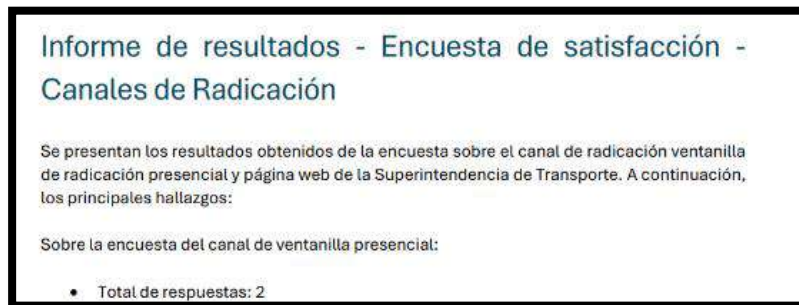 Informe de resultados - Encuesta de satisfacción -
Canales de Radicación
Se presentan los resultados obtenidos de la encuesta sobre el canal de radicación ventanilla
de radicación presencial y página web de la Superintendencia de Transporte. A continuación,
los principales hallazgos:
Sobre la encuesta del canal de ventanilla presencial:
• Total de respuestas: 2